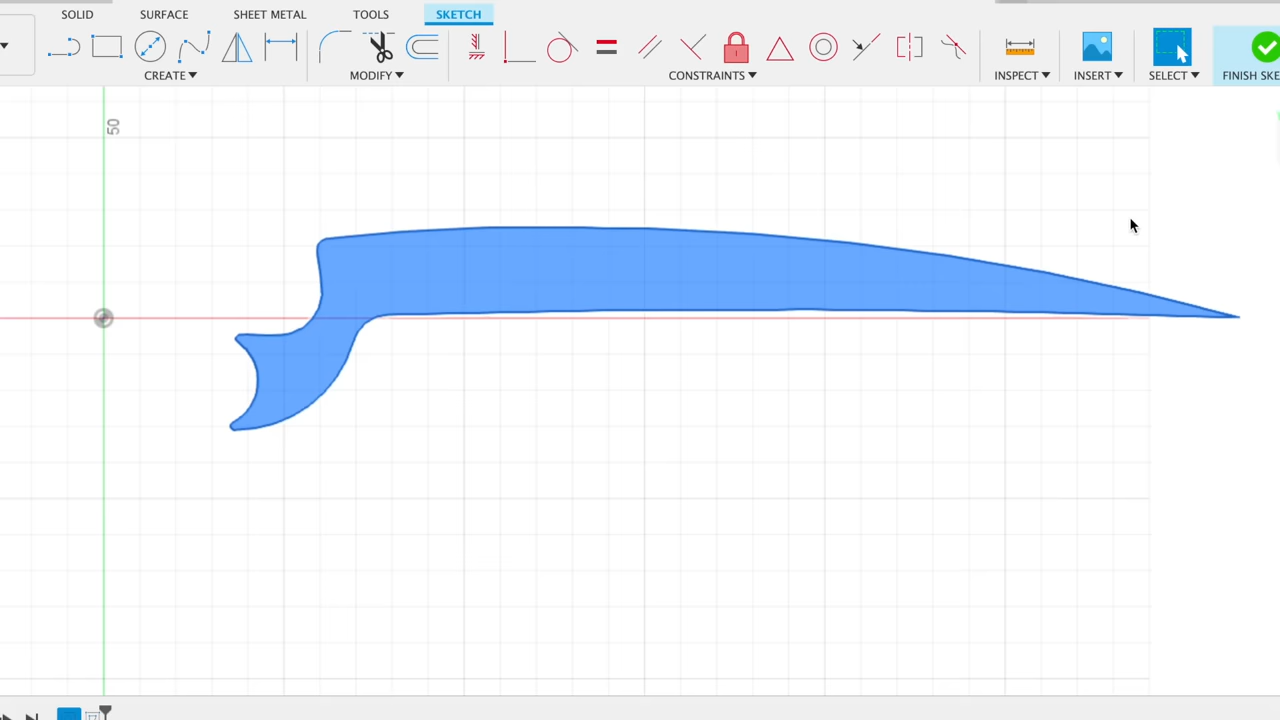 SOLID SURFACE SHEET METAL TOOLS SKETCH
CREATE MODIFY CONSTRAINTS INSPECT INSERT SELECT FINISH SKE
50